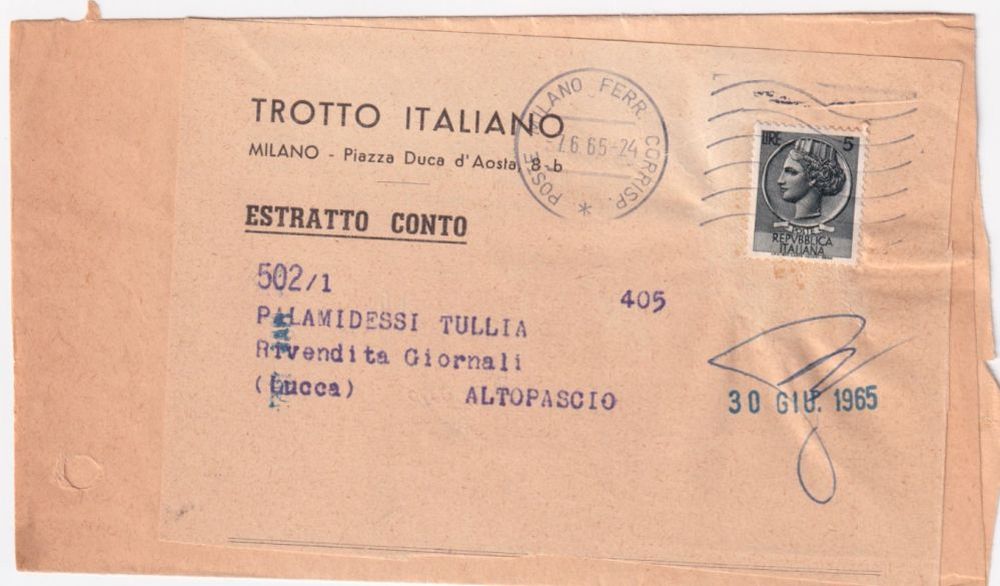 TROTTO ITALIANO
MILANO - Piazza Duca d'Aosta, 8-b
POSTE MILANO FERR. CORRISP. *
7.6.65-24
LIRE 5
POSTE
REPVBBLICA
ITALIANA
ESTRATTO CONTO
502/1
405
PALAMIDESSI TULLIA
Rivendita Giornali
(Lucca) ALTOPASCIO
30 GIU. 1965